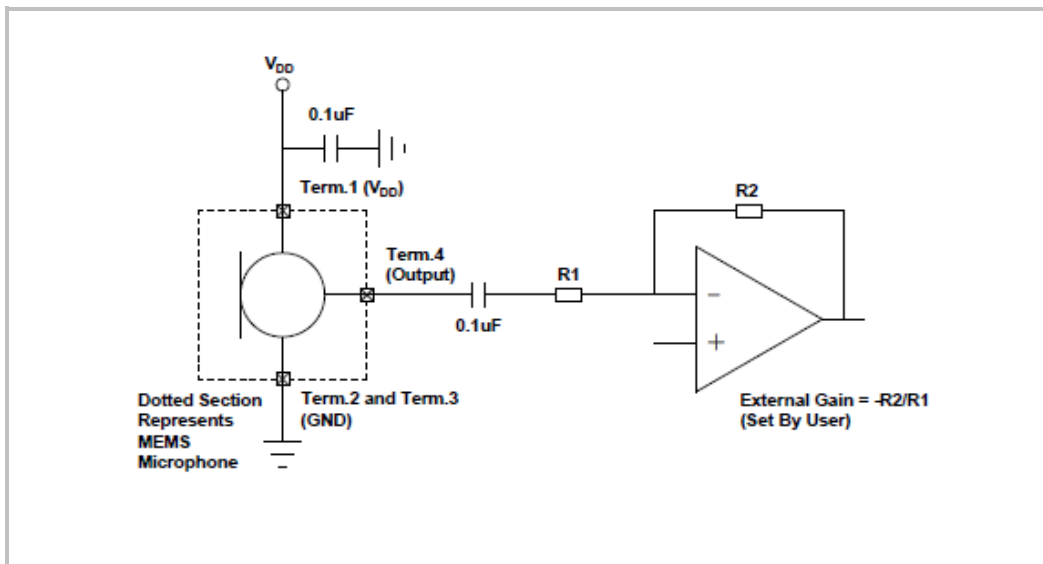 VDD
0.1uF
Term.1 (VDD)
R2
Term.4
(Output)
R1
0.1uF
−
+
Dotted Section
Represents
MEMS
Microphone
Term.2 and Term.3
(GND)
External Gain = -R2/R1
(Set By User)